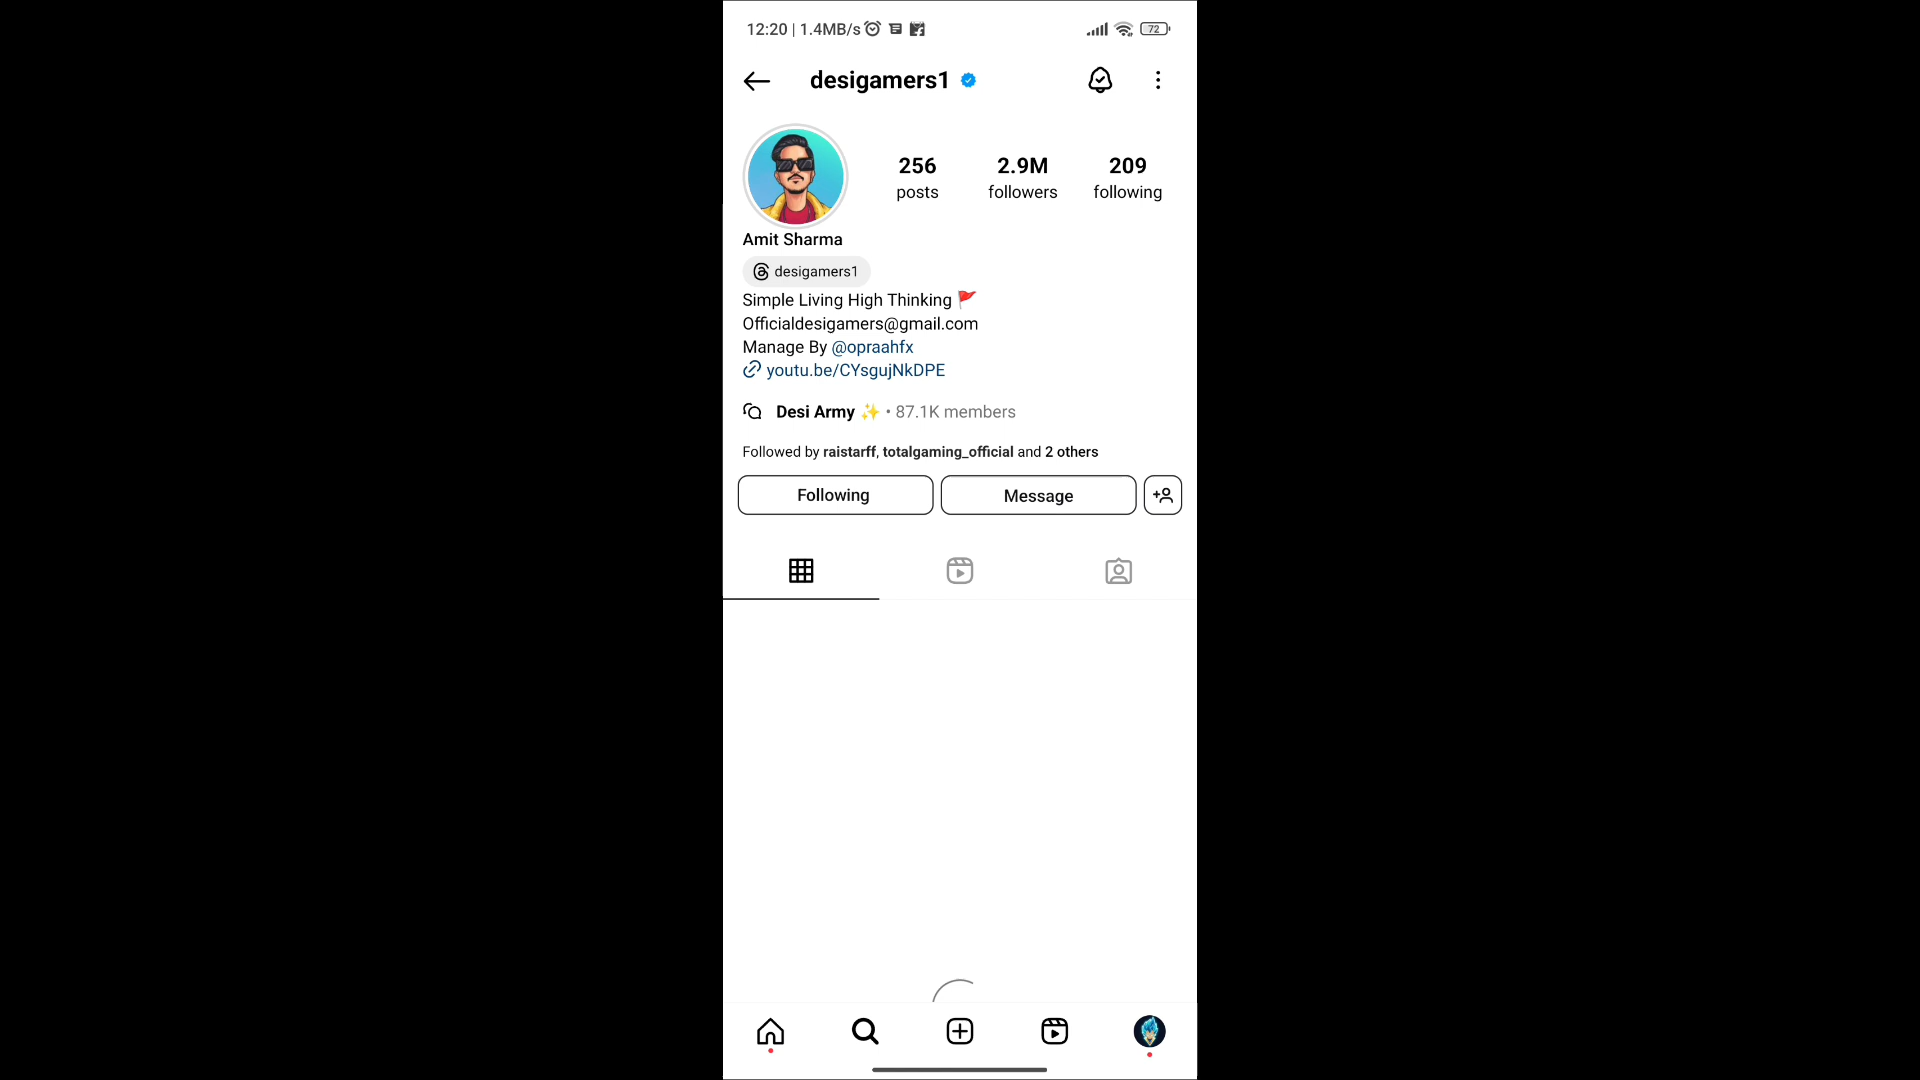 12:20 | 1.4MB/s
72
desigamers1
256 2.9M 209
posts followers following
Amit Sharma
desigamers1
Simple Living High Thinking 🚩
Officialdesigamers@gmail.com
Manage By @opraahfx
youtu.be/CYsgujNkDPE
Desi Army ✨ • 87.1K members
Followed by raistarff, totalgaming_official and 2 others
Following Message